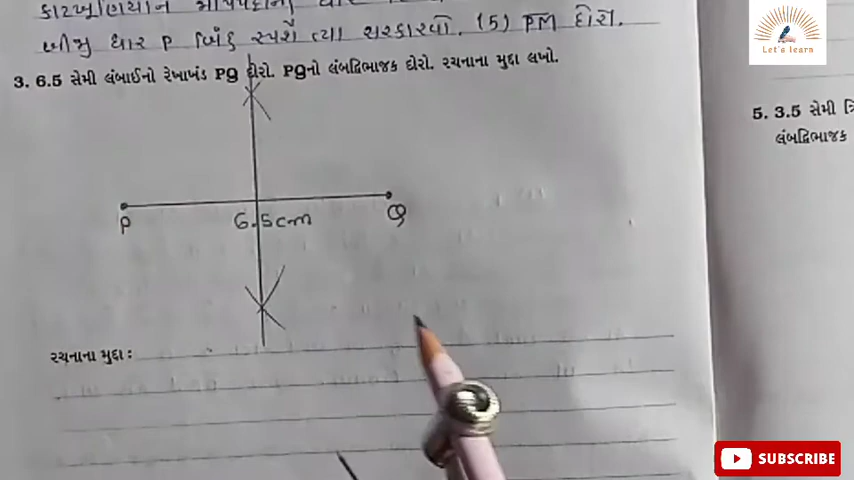 બીજી ધાર P બિંદુ સ્પર્શે ત્યા સરકારવો. (5) PM દોરો.
3. 6.5 સેમી લંબાઈનો રેખાખંડ PQ દોરો. PQનો લંબદ્વિભાજક દોરો. રચનાના મુદ્દા લખો.
P
6.5cm
Q
રચનાના મુદ્દા :
5. 3.5 સેમી
લંબદ્વિભાજક
Let's learn
SUBSCRIBE